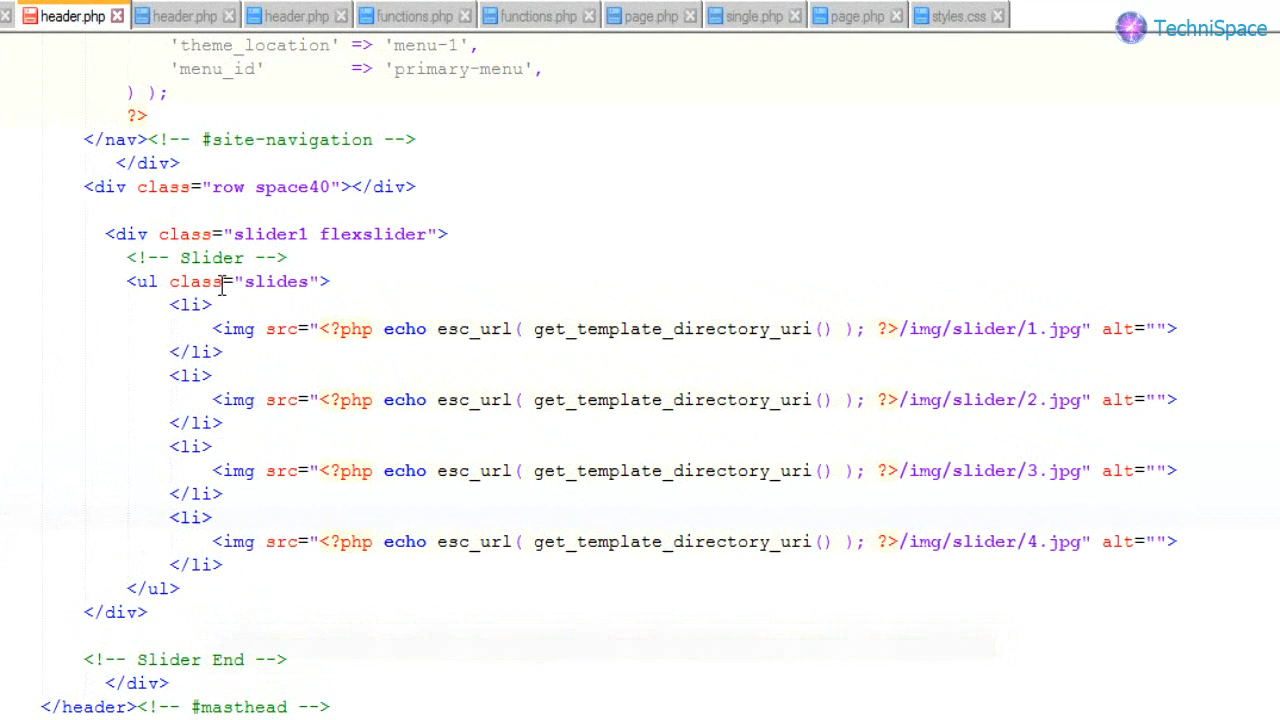 header.php header.php header.php functions.php functions.php page.php single.php page.php styles.css
TechniSpace
'theme_location' => 'menu-1',
'menu_id' => 'primary-menu',
) );
?>
</nav><!-- #site-navigation -->
</div>
<div class="row space40"></div>
<div class="slider1 flexslider">
<!-- Slider -->
<ul class="slides">
<li>
<img src="<?php echo esc_url( get_template_directory_uri() ); ?>/img/slider/1.jpg" alt="">
</li>
<li>
<img src="<?php echo esc_url( get_template_directory_uri() ); ?>/img/slider/2.jpg" alt="">
</li>
<li>
<img src="<?php echo esc_url( get_template_directory_uri() ); ?>/img/slider/3.jpg" alt="">
</li>
<li>
<img src="<?php echo esc_url( get_template_directory_uri() ); ?>/img/slider/4.jpg" alt="">
</li>
</ul>
</div>
<!-- Slider End -->
</div>
</header><!-- #masthead -->